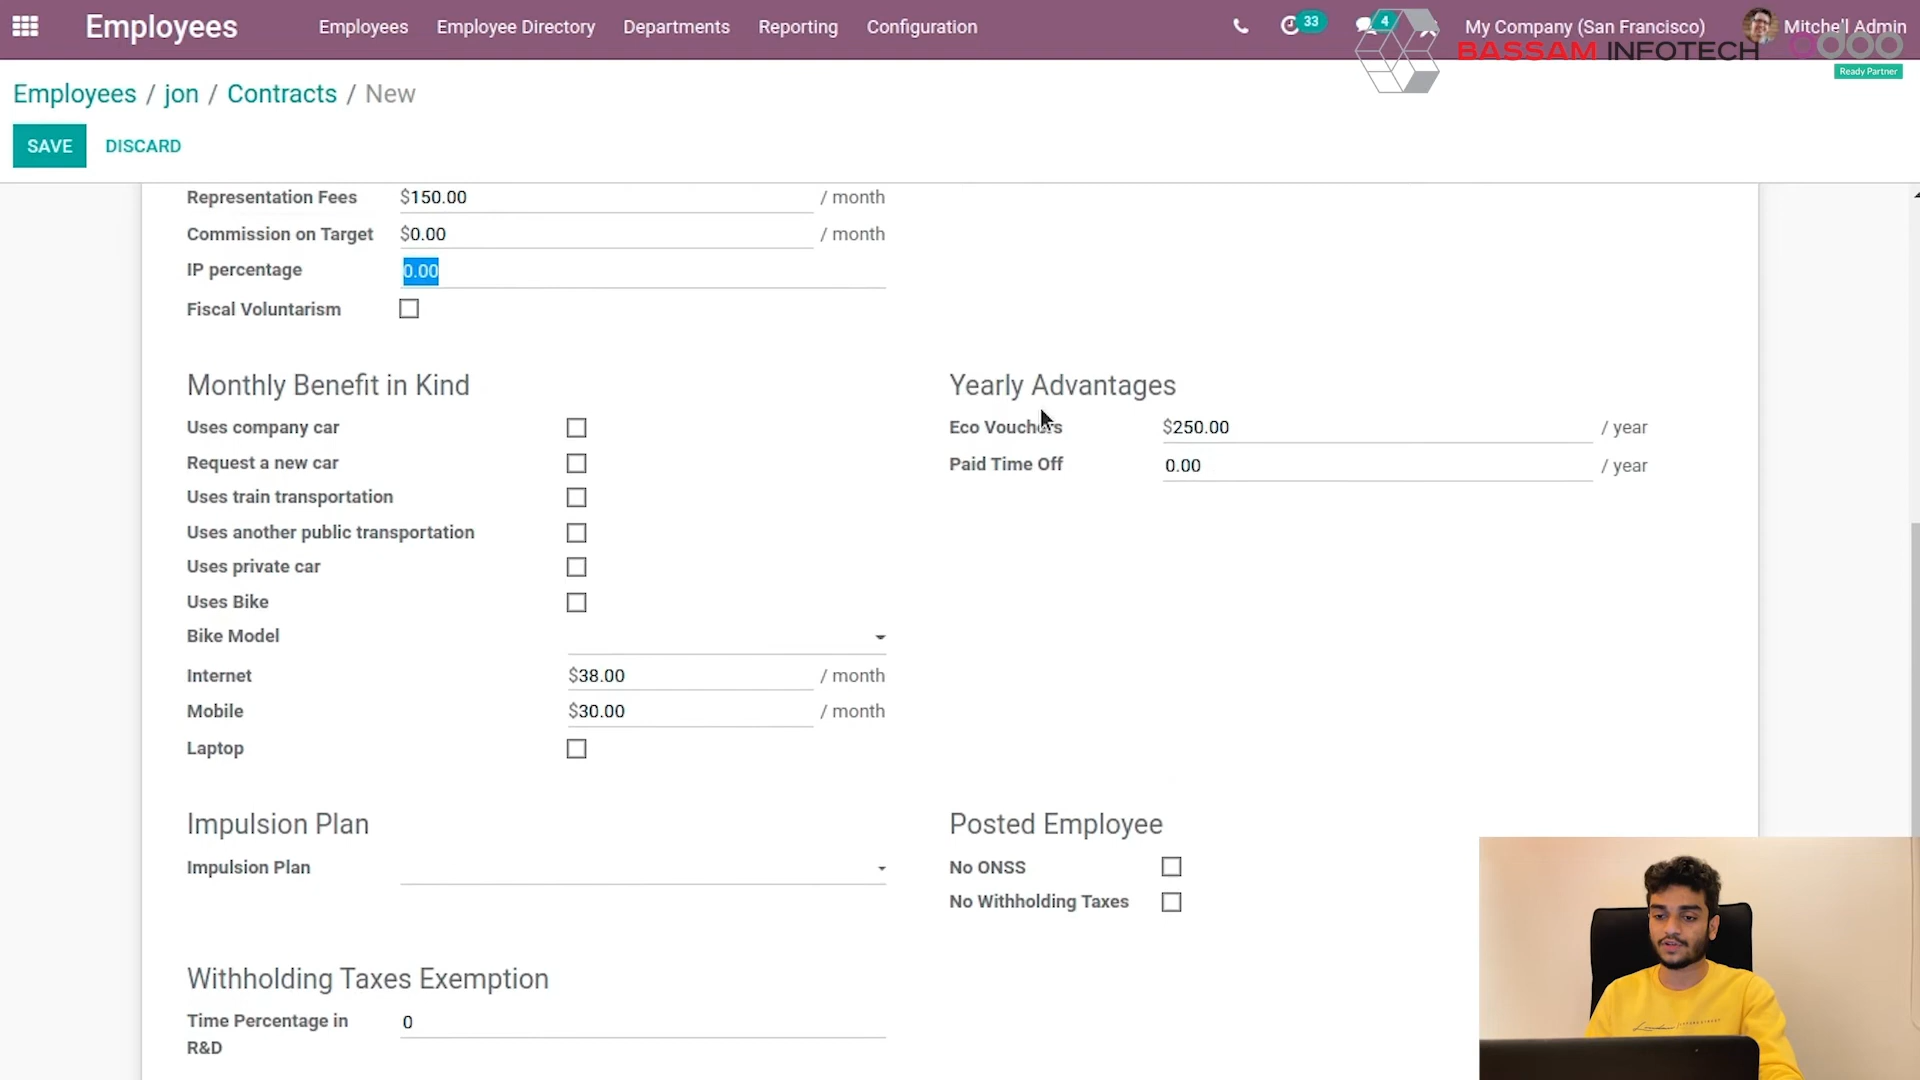 Employees Employees Employee Directory Departments Reporting Configuration 33 4 My Company (San Francisco) Mitchell Admin
BASSAM INFOTECH odoo
Ready Partner
Employees / jon / Contracts / New
SAVE DISCARD
Representation Fees $150.00 / month
Commission on Target $0.00 / month
IP percentage 0.00
Fiscal Voluntarism
Monthly Benefit in Kind Yearly Advantages
Uses company car Eco Vouchers $250.00 / year
Request a new car Paid Time Off 0.00 / year
Uses train transportation
Uses another public transportation
Uses private car
Uses Bike
Bike Model
Internet $38.00 / month
Mobile $30.00 / month
Laptop
Impulsion Plan Posted Employee
Impulsion Plan No ONSS
No Withholding Taxes
Withholding Taxes Exemption
Time Percentage in 0
R&D